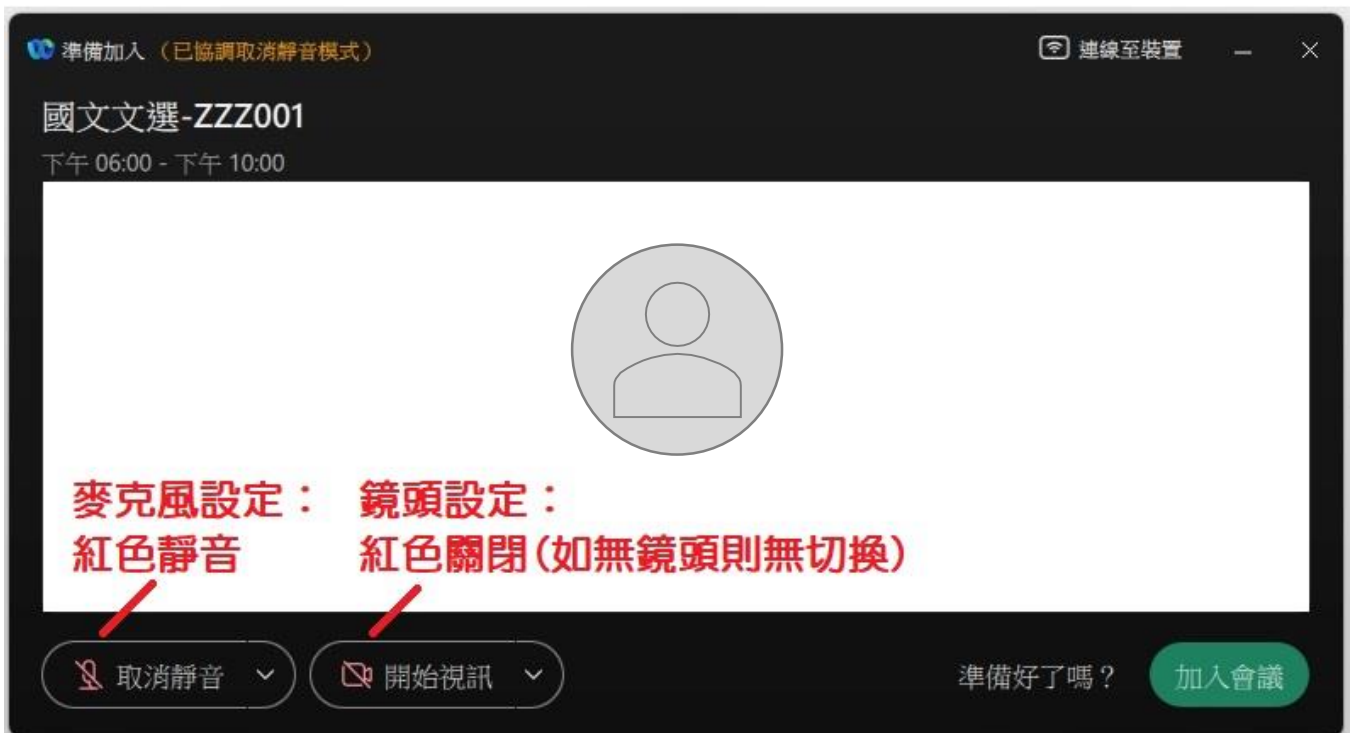 準備加入（已協調取消靜音模式）
連線至裝置
國文文選-ZZZ001
下午 06:00 - 下午 10:00
麥克風設定：
紅色靜音
鏡頭設定：
紅色關閉(如無鏡頭則無切換)
取消靜音
開始視訊
準備好了嗎？
加入會議